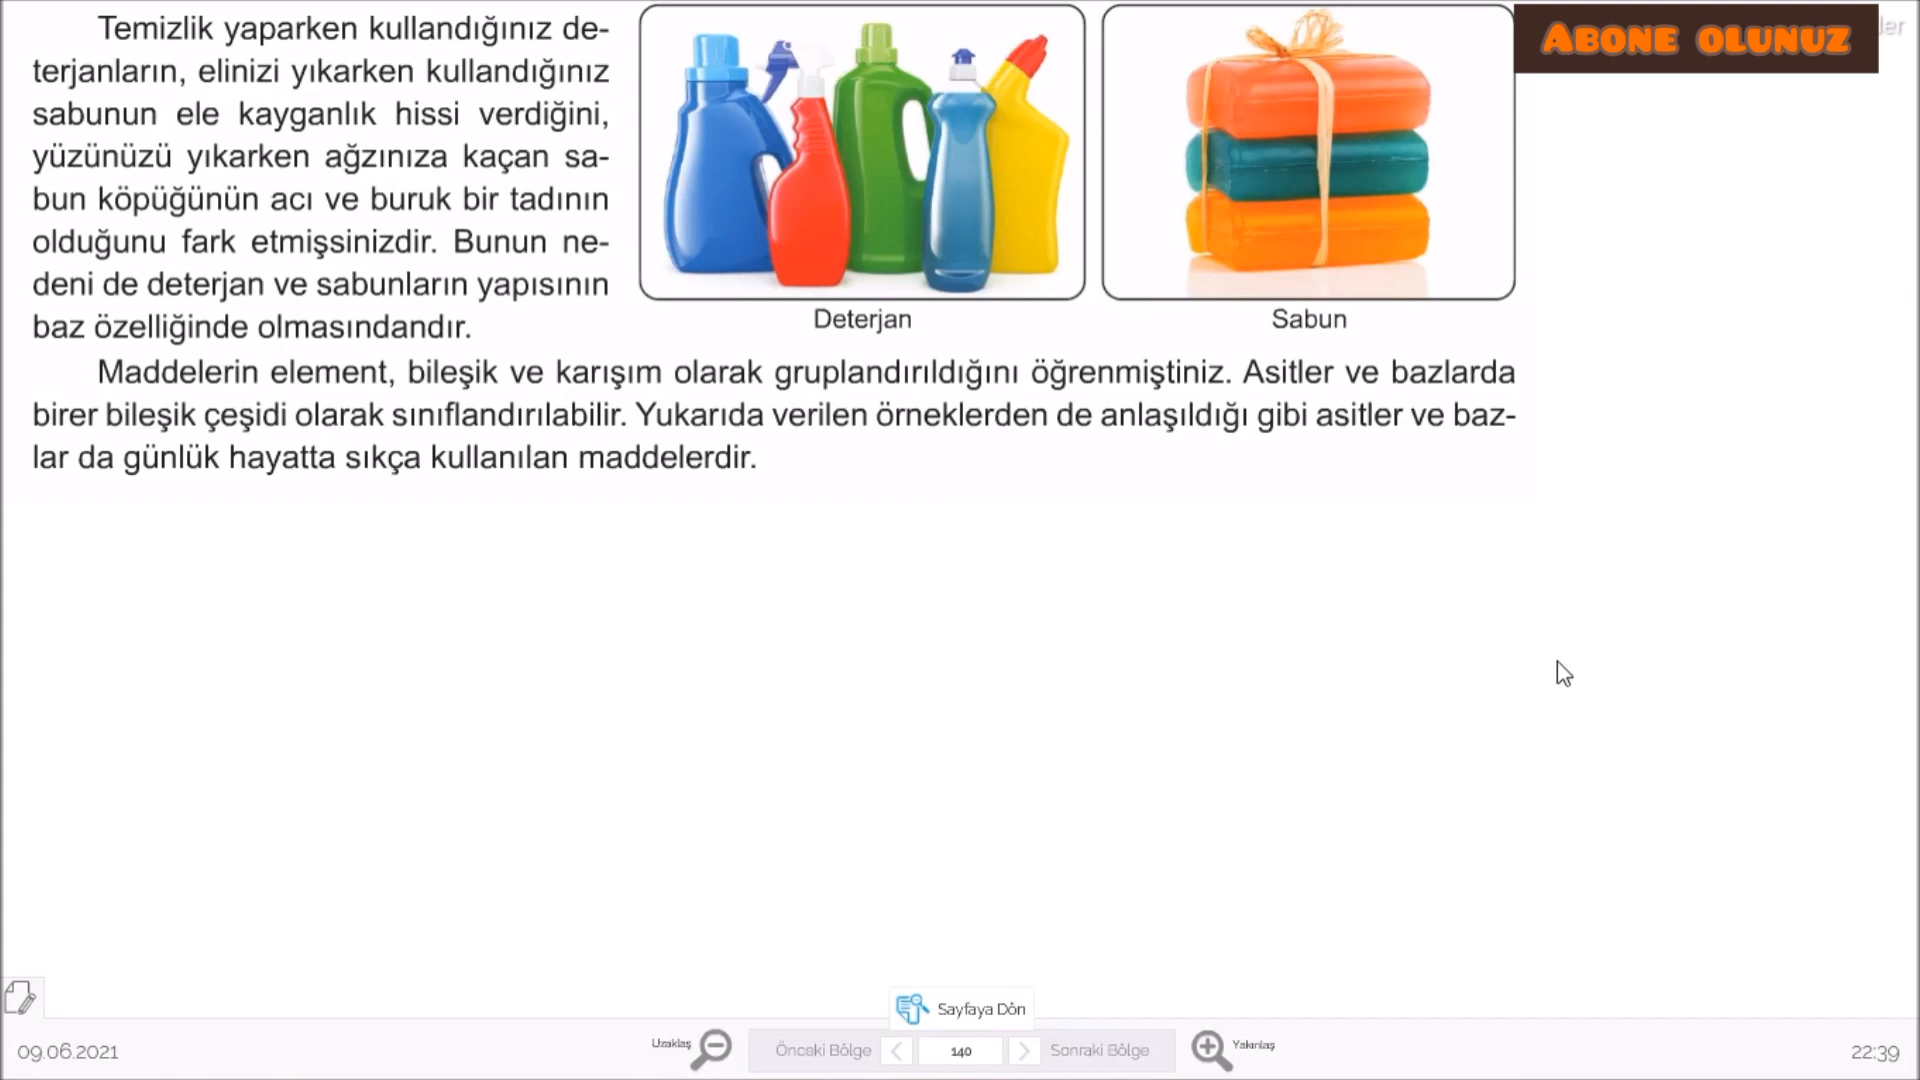 Temizlik yaparken kullandığınız de-
terjanların, elinizi yıkarken kullandığınız
sabunun ele kayganlık hissi verdiğini,
yüzünüzü yıkarken ağzınıza kaçan sa-
bun köpüğünün acı ve buruk bir tadının
olduğunu fark etmişsinizdir. Bunun ne-
deni de deterjan ve sabunların yapısının
baz özelliğinde olmasındandır.
Deterjan
Sabun
ABONE OLUNUZ
Maddelerin element, bileşik ve karışım olarak gruplandırıldığını öğrenmiştiniz. Asitler ve bazlarda
birer bileşik çeşidi olarak sınıflandırılabilir. Yukarıda verilen örneklerden de anlaşıldığı gibi asitler ve baz-
lar da günlük hayatta sıkça kullanılan maddelerdir.
Sayfaya Dön
09.06.2021
Uzaklaş
Önceki Bölge
140
Sonraki Bölge
Yakınlaş
22:39